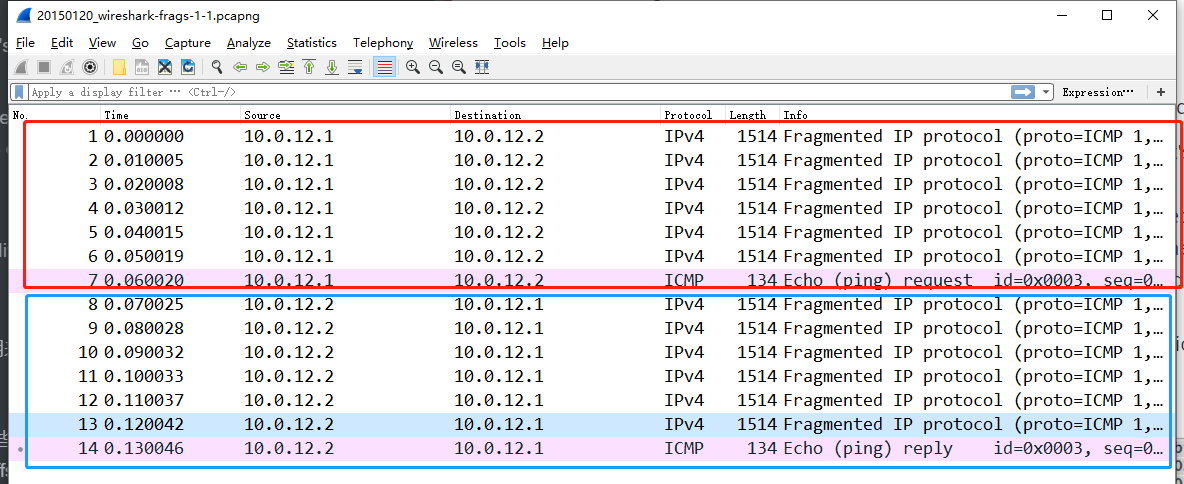 20150120_wireshark-frags-1-1.pcapng
File Edit View Go Capture Analyze Statistics Telephony Wireless Tools Help
Apply a display filter ⋯ <Ctrl-/> Expression⋯ +
No. Time Source Destination Protocol Length Info
1 0.000000 10.0.12.1 10.0.12.2 IPv4 1514 Fragmented IP protocol (proto=ICMP 1,…
2 0.010005 10.0.12.1 10.0.12.2 IPv4 1514 Fragmented IP protocol (proto=ICMP 1,…
3 0.020008 10.0.12.1 10.0.12.2 IPv4 1514 Fragmented IP protocol (proto=ICMP 1,…
4 0.030012 10.0.12.1 10.0.12.2 IPv4 1514 Fragmented IP protocol (proto=ICMP 1,…
5 0.040015 10.0.12.1 10.0.12.2 IPv4 1514 Fragmented IP protocol (proto=ICMP 1,…
6 0.050019 10.0.12.1 10.0.12.2 IPv4 1514 Fragmented IP protocol (proto=ICMP 1,…
7 0.060020 10.0.12.1 10.0.12.2 ICMP 134 Echo (ping) request id=0x0003, seq=0…
8 0.070025 10.0.12.2 10.0.12.1 IPv4 1514 Fragmented IP protocol (proto=ICMP 1,…
9 0.080028 10.0.12.2 10.0.12.1 IPv4 1514 Fragmented IP protocol (proto=ICMP 1,…
10 0.090032 10.0.12.2 10.0.12.1 IPv4 1514 Fragmented IP protocol (proto=ICMP 1,…
11 0.100033 10.0.12.2 10.0.12.1 IPv4 1514 Fragmented IP protocol (proto=ICMP 1,…
12 0.110037 10.0.12.2 10.0.12.1 IPv4 1514 Fragmented IP protocol (proto=ICMP 1,…
13 0.120042 10.0.12.2 10.0.12.1 IPv4 1514 Fragmented IP protocol (proto=ICMP 1,…
14 0.130046 10.0.12.2 10.0.12.1 ICMP 134 Echo (ping) reply id=0x0003, seq=0…